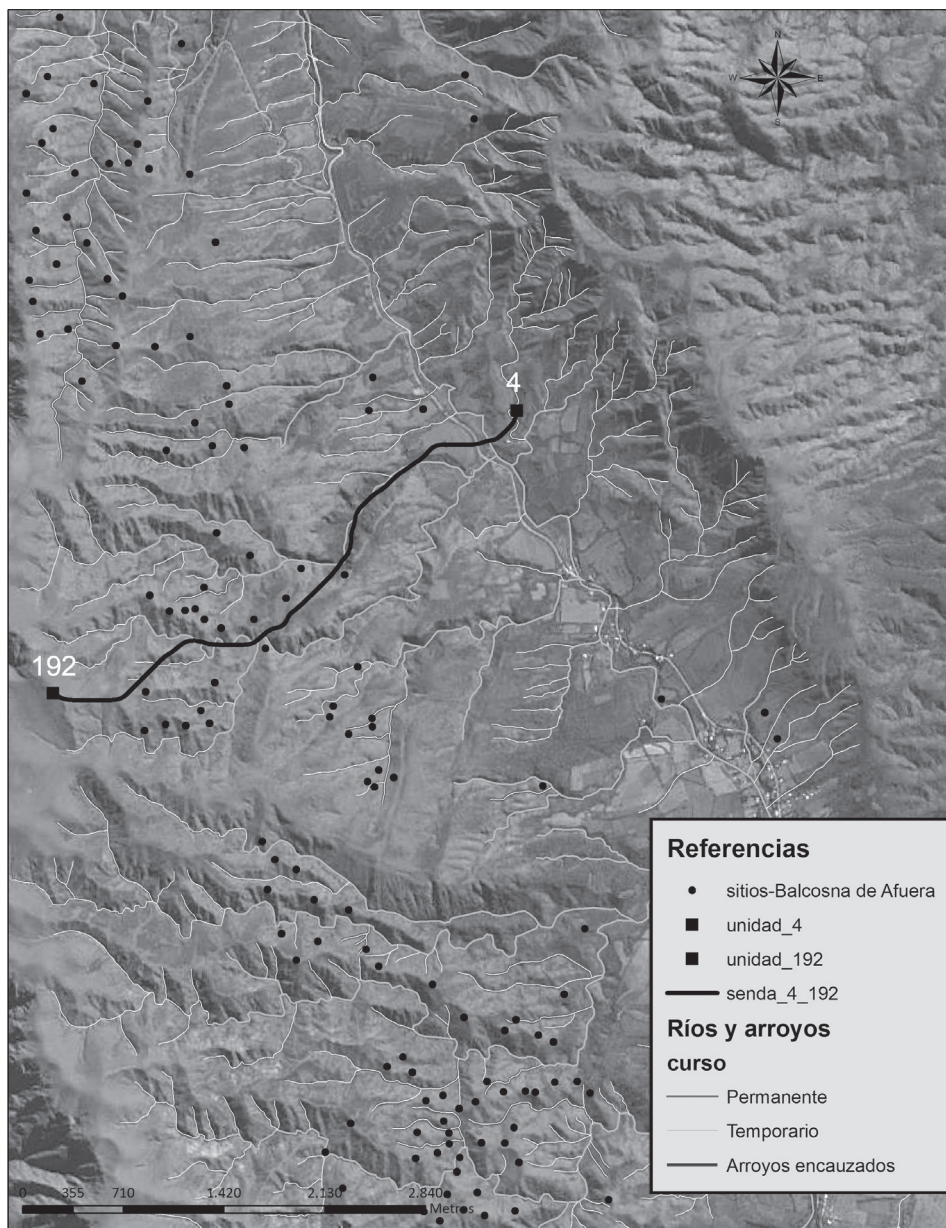 N
W E
S
4
192
Referencias
sitios-Balcosna de Afuera
unidad_4
unidad_192
senda_4_192
Ríos y arroyos
curso
Permanente
Temporario
Arroyos encauzados
0 355 710 1.420 2.130 2.840
Metros